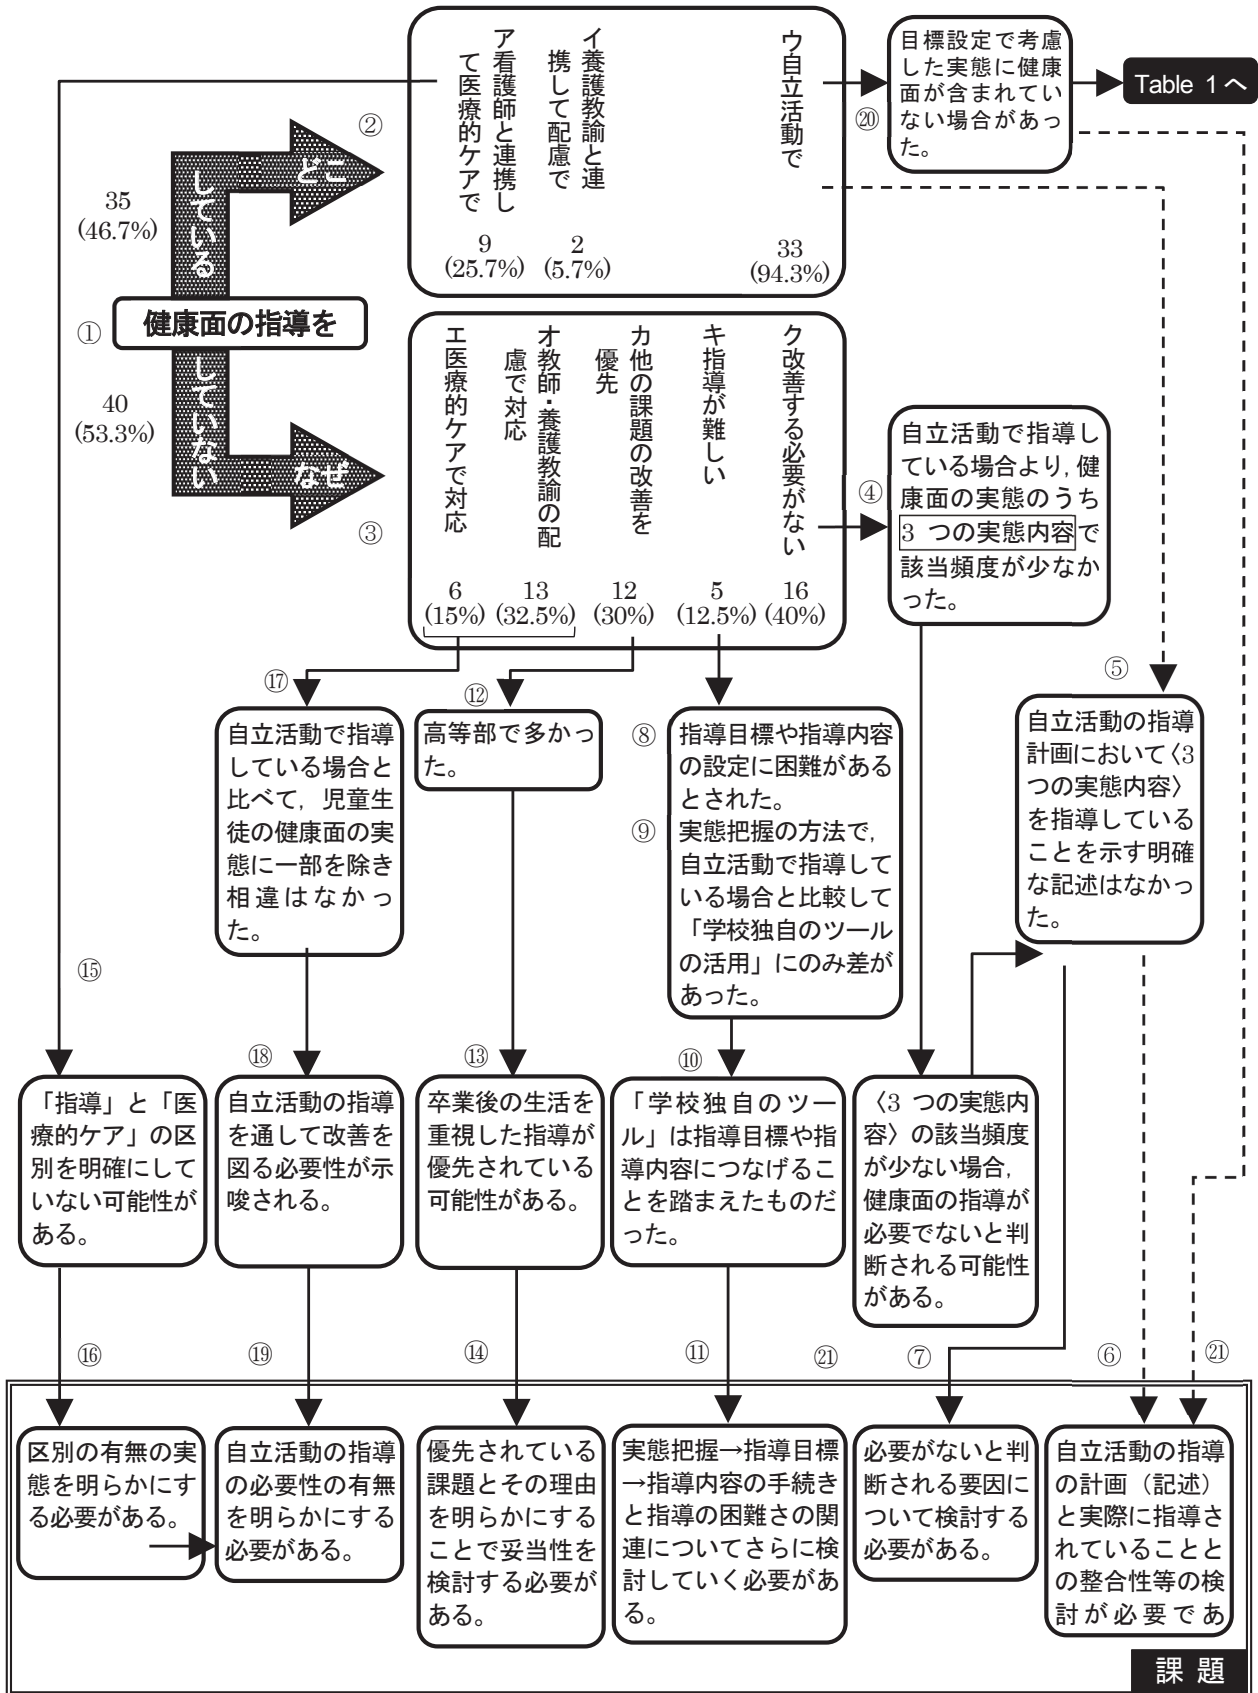 ①
健康面の指導を
35
(46.7%)
している
どこ
②
40
(53.3%)
していない
なぜ
③
ア看護師と連携し
て医療的ケアで
9
(25.7%)
イ養護教諭と連
携して配慮で
2
(5.7%)
ウ自立活動で
33
(94.3%)
⑳
目標設定で考慮
した実態に健康
面が含まれてい
ない場合があっ
た。
Table 1へ
エ医療的ケアで対応
6
(15%)
オ教師・養護教諭の配
慮で対応
13
(32.5%)
カ他の課題の改善を
優先
12
(30%)
キ指導が難しい
5
(12.5%)
ク改善する必要がない
16
(40%)
④
自立活動で指導し
ている場合より，健
康面の実態のうち
3 つの実態内容で
該当頻度が少なか
った。
⑰
自立活動で指導
している場合と
比べて，児童生
徒の健康面の実
態に一部を除き
相違はなかっ
た。
⑫
高等部で多かっ
た。
⑧
指導目標や指導内容
の設定に困難がある
とされた。
⑨
実態把握の方法で，
自立活動で指導して
いる場合と比較して
「学校独自のツール
の活用」にのみ差が
あった。
⑤
自立活動の指導
計画において〈3
つの実態内容〉
を指導している
ことを示す明確
な記述はなかっ
た。
⑮
「指導」と「医
療的ケア」の区
別を明確にして
いない可能性が
ある。
⑱
自立活動の指導
を通して改善を
図る必要性が示
唆される。
⑬
卒業後の生活を
重視した指導が
優先されている
可能性がある。
⑩
「学校独自のツー
ル」は指導目標や指
導内容につなげるこ
とを踏まえたものだ
った。
〈3 つの実態内
容〉の該当頻度
が少ない場合，
健康面の指導が
必要でないと判
断される可能性
がある。
⑯
区別の有無の実
態を明らかにす
る必要がある。
⑲
自立活動の指導
の必要性の有無
を明らかにする
必要がある。
⑭
優先されている
課題とその理由
を明らかにする
ことで妥当性を
検討する必要が
ある。
⑪
実態把握→指導目標
→指導内容の手続き
と指導の困難さの関
連についてさらに検
討していく必要があ
る。
㉑
⑦
必要がないと判
断される要因に
ついて検討する
必要がある。
⑥
㉑
自立活動の指導
の計画（記述）
と実際に指導さ
れていることと
の整合性等の検
討が必要であ
課 題